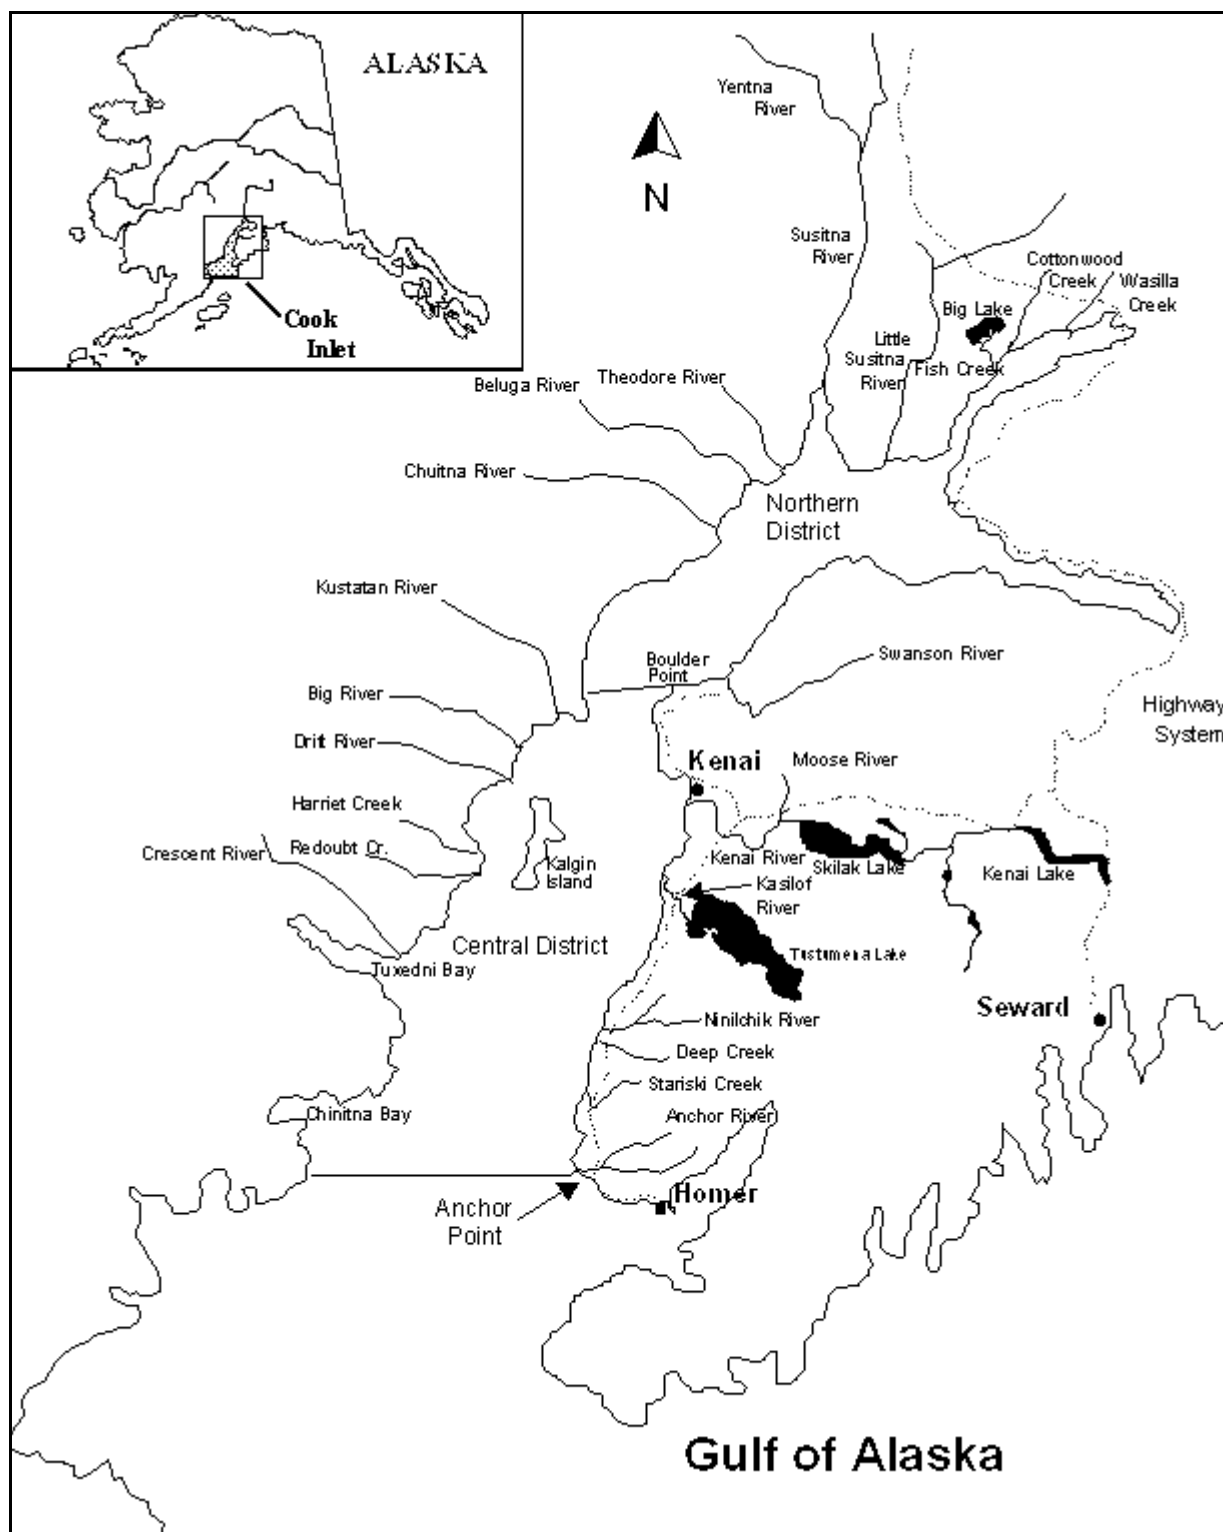 ALASKA
Cook
Inlet
Yentna
River
N
Susitna
River
Cottonwood
Creek
Wasilla
Creek
Big Lake
Little
Susitna
River
Fish Creek
Theodore River
Beluga River
Chuitna River
Northern
District
Kustatan River
Boulder
Point
Swanson River
Big River
Highway
System
Drift River
Kenai
Moose River
Harriet Creek
Crescent River
Redoubt Cr.
Kalgin
Island
Kenai River
Skilak Lake
Kenai Lake
Kasilof
River
Central District
Tustumena Lake
Tuxedni Bay
Seward
Ninilchik River
Deep Creek
Stariski Creek
Chinitna Bay
Anchor River
Homer
Anchor
Point
Gulf of Alaska